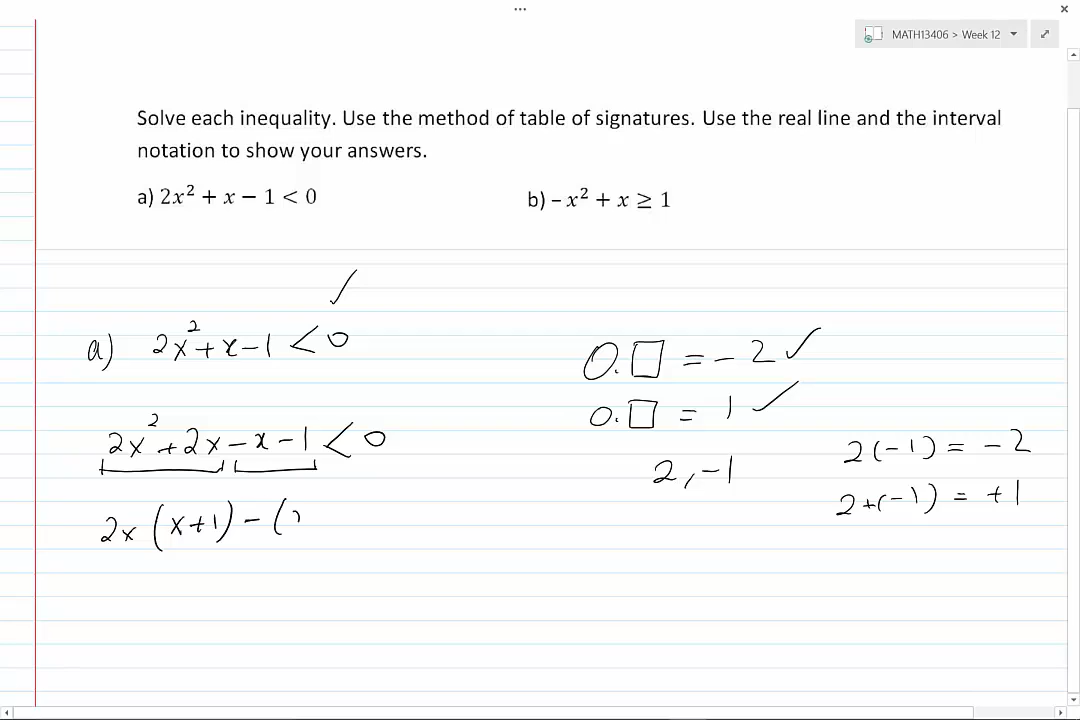 MATH13406 > Week 12
Solve each inequality. Use the method of table of signatures. Use the real line and the interval
notation to show your answers.
a) 2x² + x − 1 < 0
b) – x² + x ≥ 1
a) 2x² + x − 1 < 0
2x² + 2x − x − 1 < 0
2x (x + 1) − (
O. □ = − 2 ✓
O. □ = 1 ✓
2, −1
2(−1) = −2
2+(−1) = +1